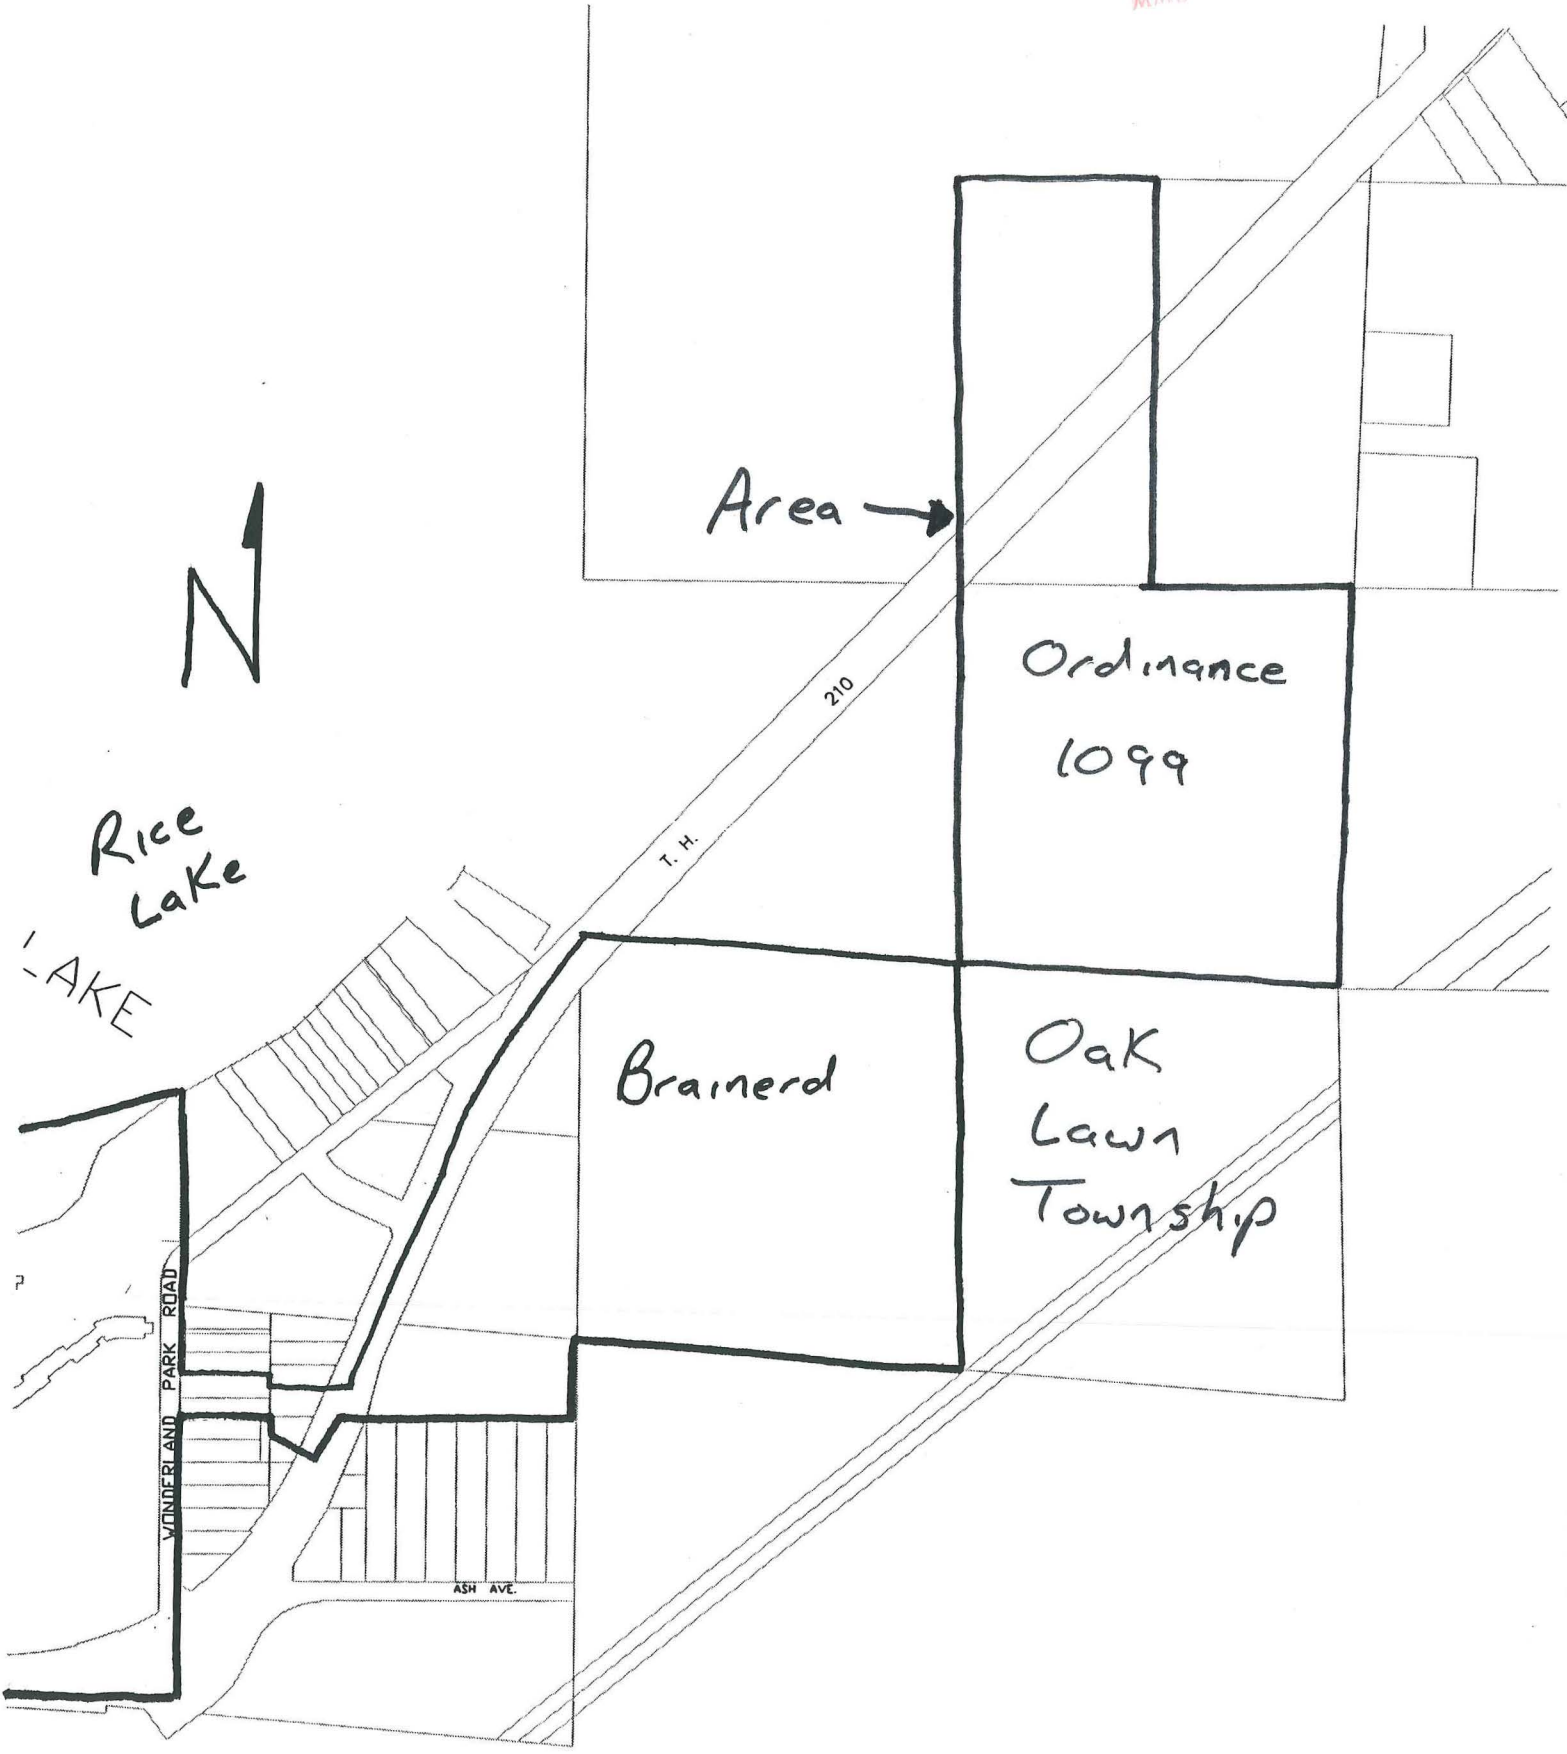 Area
N
Ordinance
1099
210
T. H.
Rice
Lake
LAKE
Brainerd
Oak
Lawn
Township
WONDERLAND PARK ROAD
ASH AVE.